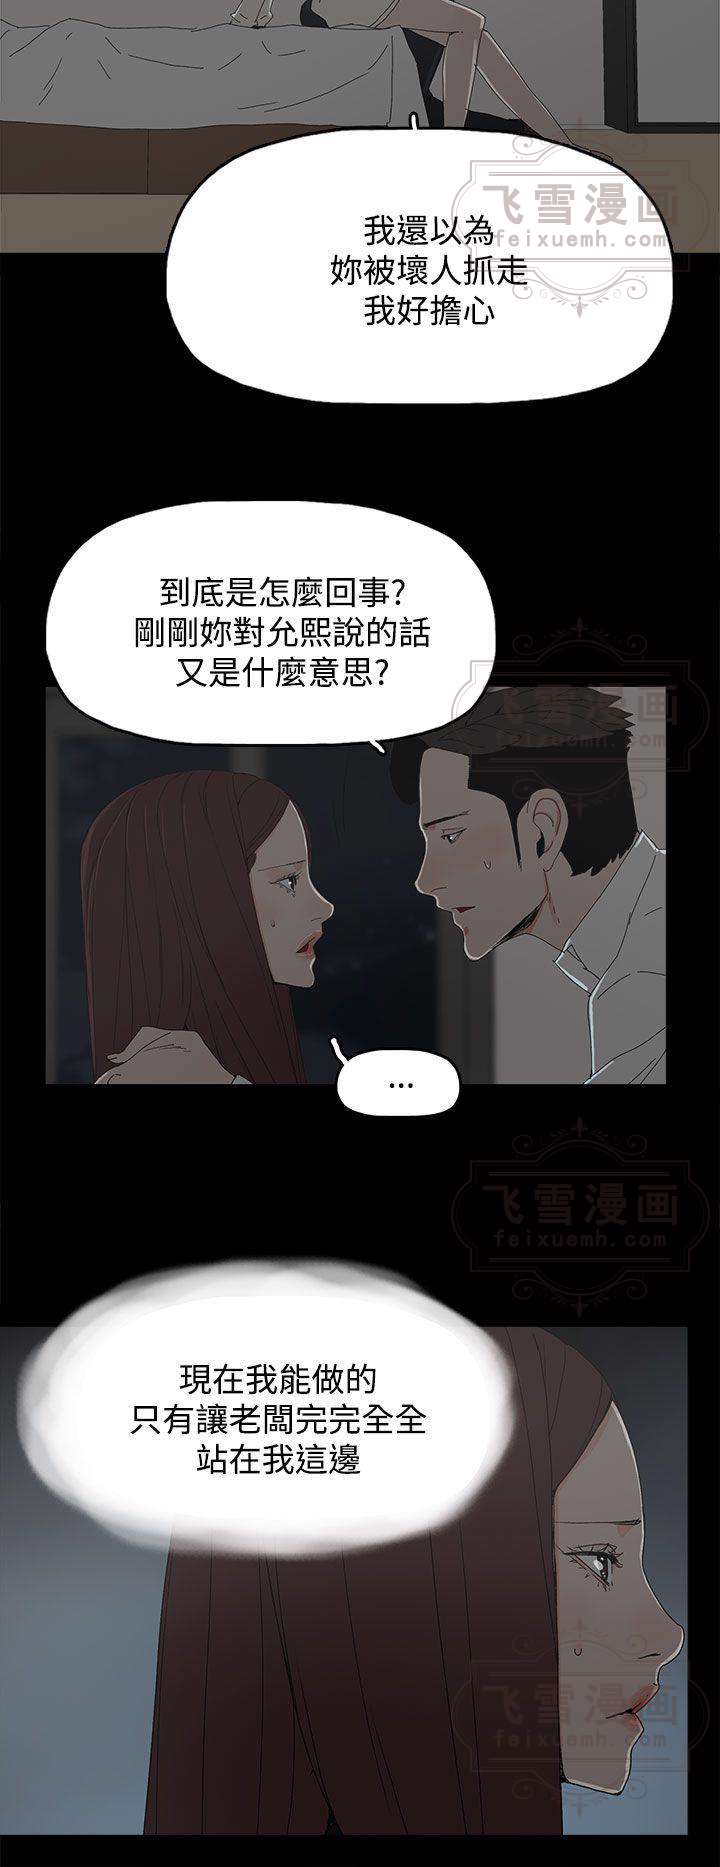 飞雪漫画
feixuemh.com
我還以為
妳被壞人抓走
我好擔心
到底是怎麼回事?
剛剛妳對允熙說的話
又是什麼意思?
飞雪漫画
feixuemh.com
...
飞雪漫画
feixuemh.com
現在我能做的
只有讓老闆完完全全
站在我這邊
飞雪漫画
feixuemh.com